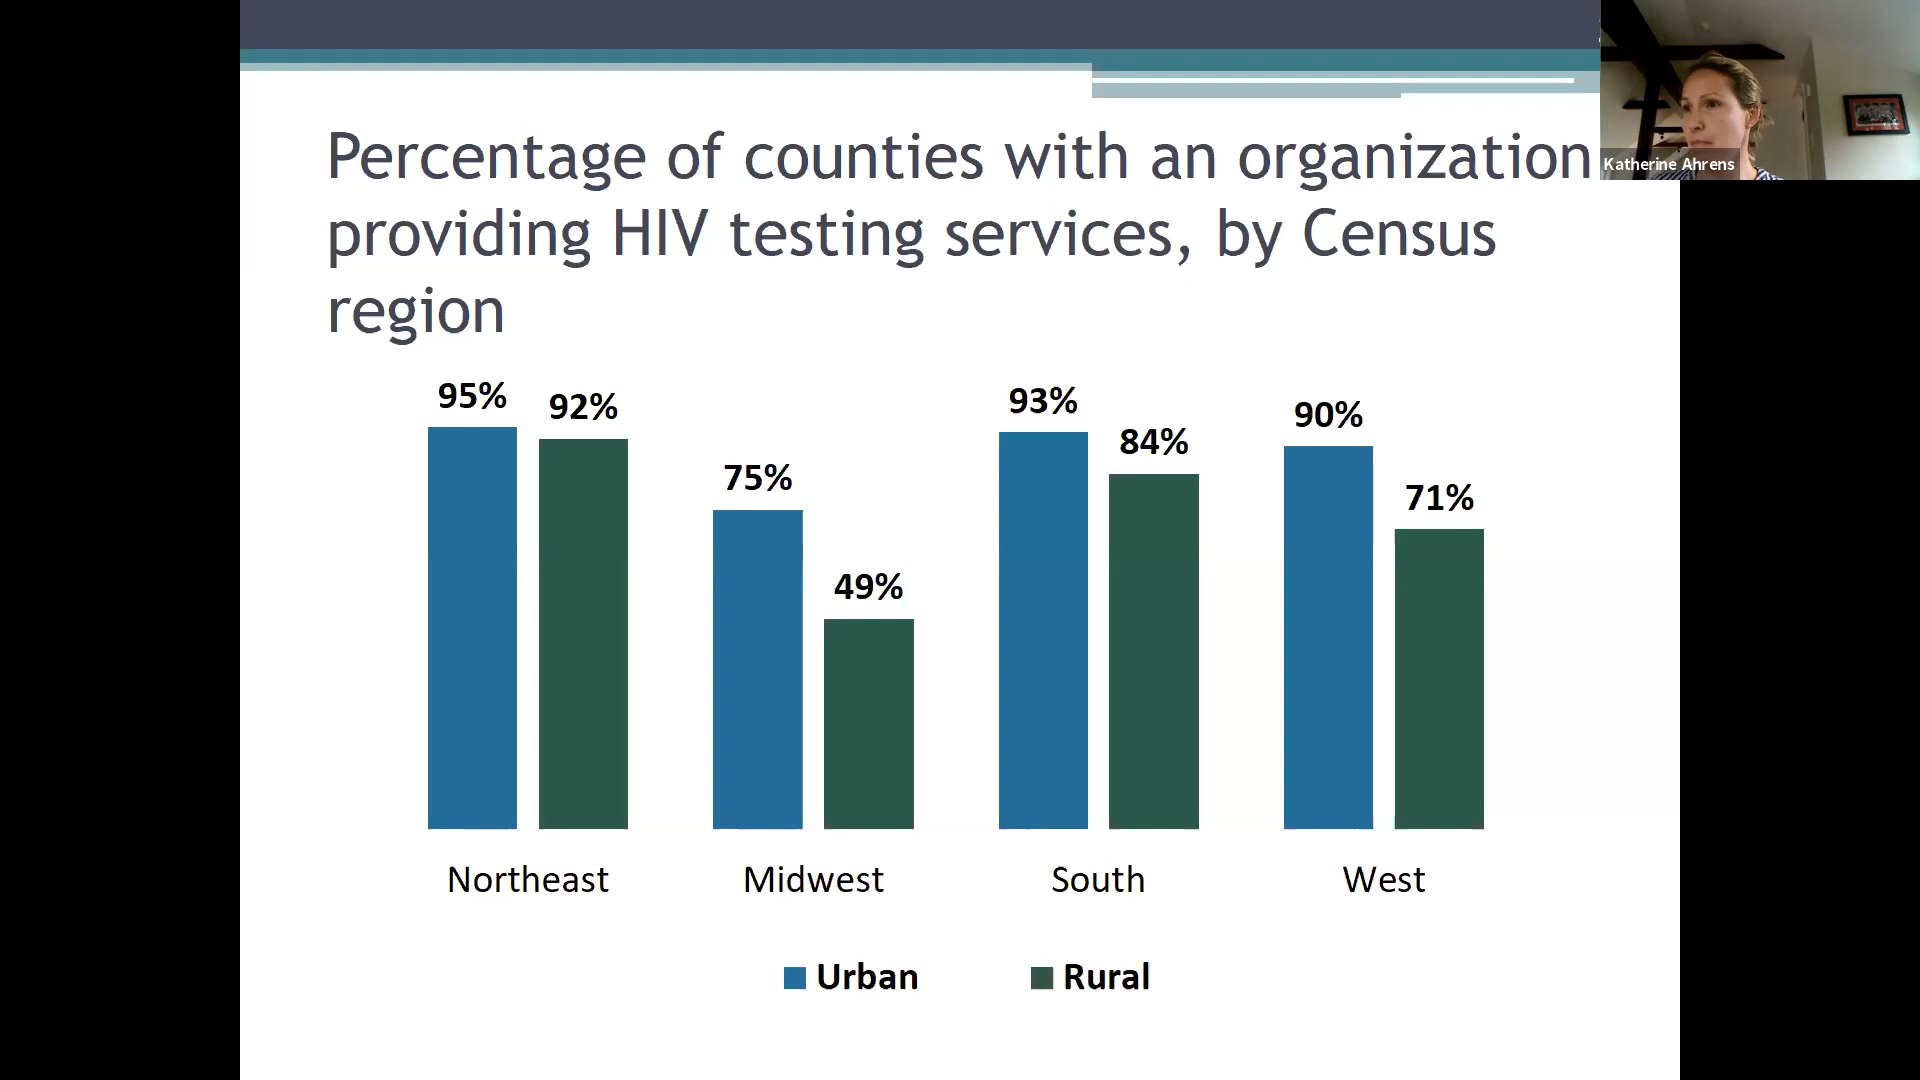 Percentage of counties with an organization
providing HIV testing services, by Census
region
Katherine Ahrens
95%
92%
75%
49%
93%
84%
90%
71%
Northeast
Midwest
South
West
Urban
Rural